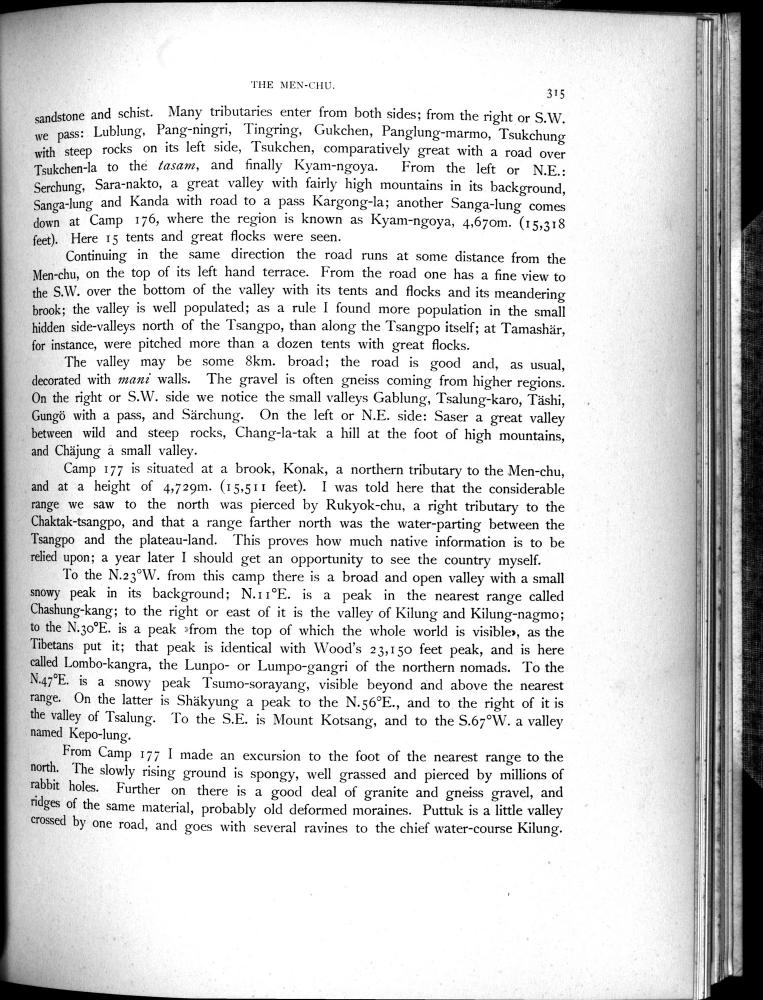 THE MEN-CHU.
315
sandstone and schist. Many tributaries enter from both sides; from the right or S.W.
we pass: Lublung, Pang-ningri, Tingring, Gukchen, Panglung-marmo, Tsukchung
with steep rocks on its left side, Tsukchen, comparatively great with a road over
Tsukchen-la to the tasam, and finally Kyam-ngoya. From the left or N.E.:
Serchung, Sara-nakto, a great valley with fairly high mountains in its background,
Sanga-lung and Kanda with road to a pass Kargong-la; another Sanga-lung comes
down at Camp 176, where the region is known as Kyam-ngoya, 4,670m. (15,318
feet). Here 15 tents and great flocks were seen.
Continuing in the same direction the road runs at some distance from the
Men-chu, on the top of its left hand terrace. From the road one has a fine view to
the S.W. over the bottom of the valley with its tents and flocks and its meandering
brook; the valley is well populated; as a rule I found more population in the small
hidden side-valleys north of the Tsangpo, than along the Tsangpo itself; at Tamashär,
for instance, were pitched more than a dozen tents with great flocks.
The valley may be some 8km. broad; the road is good and, as usual,
decorated with mani walls. The gravel is often gneiss coming from higher regions.
On the right or S.W. side we notice the small valleys Gablung, Tsalung-karo, Täshi,
Gungö with a pass, and Särchung. On the left or N.E. side: Saser a great valley
between wild and steep rocks, Chang-la-tak a hill at the foot of high mountains,
and Chäjung a small valley.
Camp 177 is situated at a brook, Konak, a northern tributary to the Men-chu,
and at a height of 4,729m. (15,511 feet). I was told here that the considerable
range we saw to the north was pierced by Rukyok-chu, a right tributary to the
Chaktak-tsangpo, and that a range farther north was the water-parting between the
Tsangpo and the plateau-land. This proves how much native information is to be
relied upon; a year later I should get an opportunity to see the country myself.
To the N.23°W. from this camp there is a broad and open valley with a small
snowy peak in its background; N.11°E. is a peak in the nearest range called
Chashung-kang; to the right or east of it is the valley of Kilung and Kilung-nagmo;
to the N.30°E. is a peak »from the top of which the whole world is visible», as the
Tibetans put it; that peak is identical with Wood's 23,150 feet peak, and is here
called Lombo-kangra, the Lunpo- or Lumpo-gangri of the northern nomads. To the
N.47°E. is a snowy peak Tsumo-sorayang, visible beyond and above the nearest
range. On the latter is Shäkyung a peak to the N.56°E., and to the right of it is
the valley of Tsalung. To the S.E. is Mount Kotsang, and to the S.67°W. a valley
named Kepo-lung.
From Camp 177 I made an excursion to the foot of the nearest range to the
north. The slowly rising ground is spongy, well grassed and pierced by millions of
rabbit holes. Further on there is a good deal of granite and gneiss gravel, and
ridges of the same material, probably old deformed moraines. Puttuk is a little valley
crossed by one road, and goes with several ravines to the chief water-course Kilung.